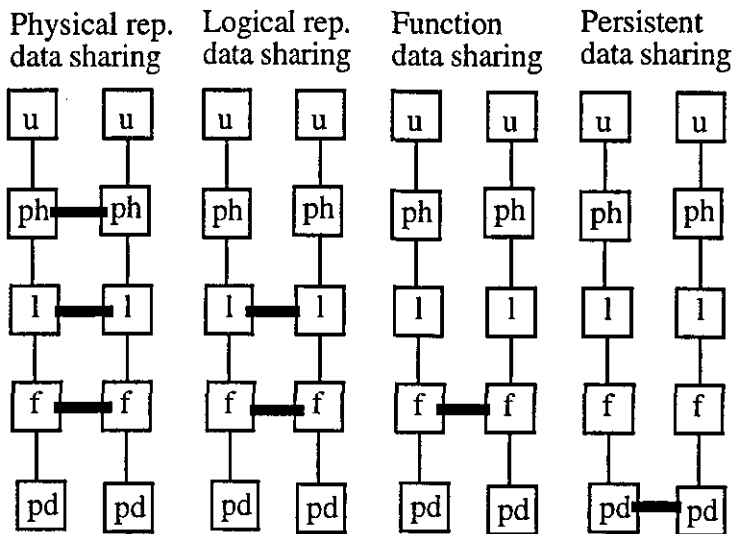 Physical rep. Logical rep. Function Persistent
data sharing data sharing data sharing data sharing
u u u u u u u u
ph ph ph ph ph ph ph ph
l l l l l l l l
f f f f f f f f
pd pd pd pd pd pd pd pd